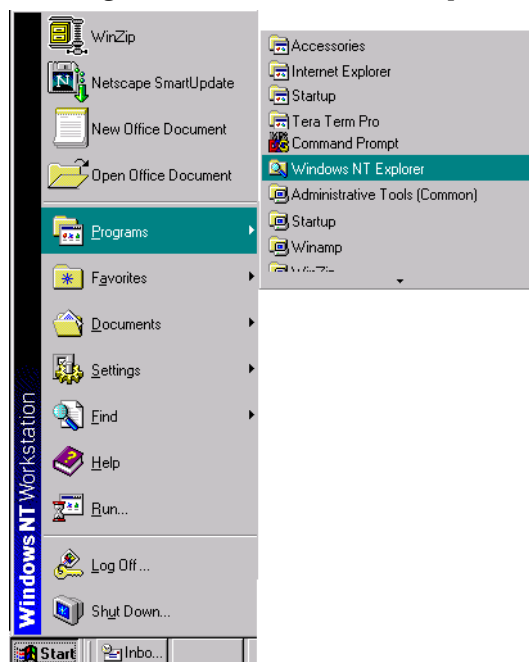 WinZip
Netscape SmartUpdate
New Office Document
Open Office Document
Programs
Favorites
Documents
Settings
Find
Help
Run...
Log Off...
Shut Down...
Windows NT Workstation
Start
Inbo...
Accessories
Internet Explorer
Startup
Tera Term Pro
Command Prompt
Windows NT Explorer
Administrative Tools (Common)
Startup
Winamp
WinZip